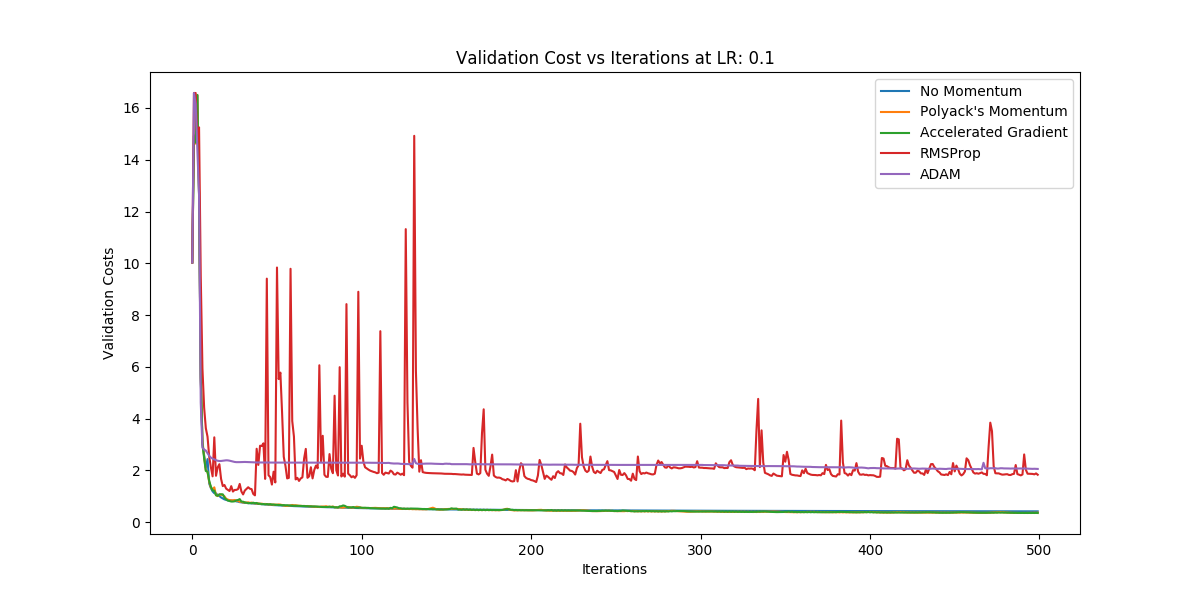 Validation Cost vs Iterations at LR: 0.1
No Momentum
Polyack's Momentum
Accelerated Gradient
RMSProp
ADAM
Validation Costs
16
14
12
10
8
6
4
2
0
0 100 200 300 400 500
Iterations